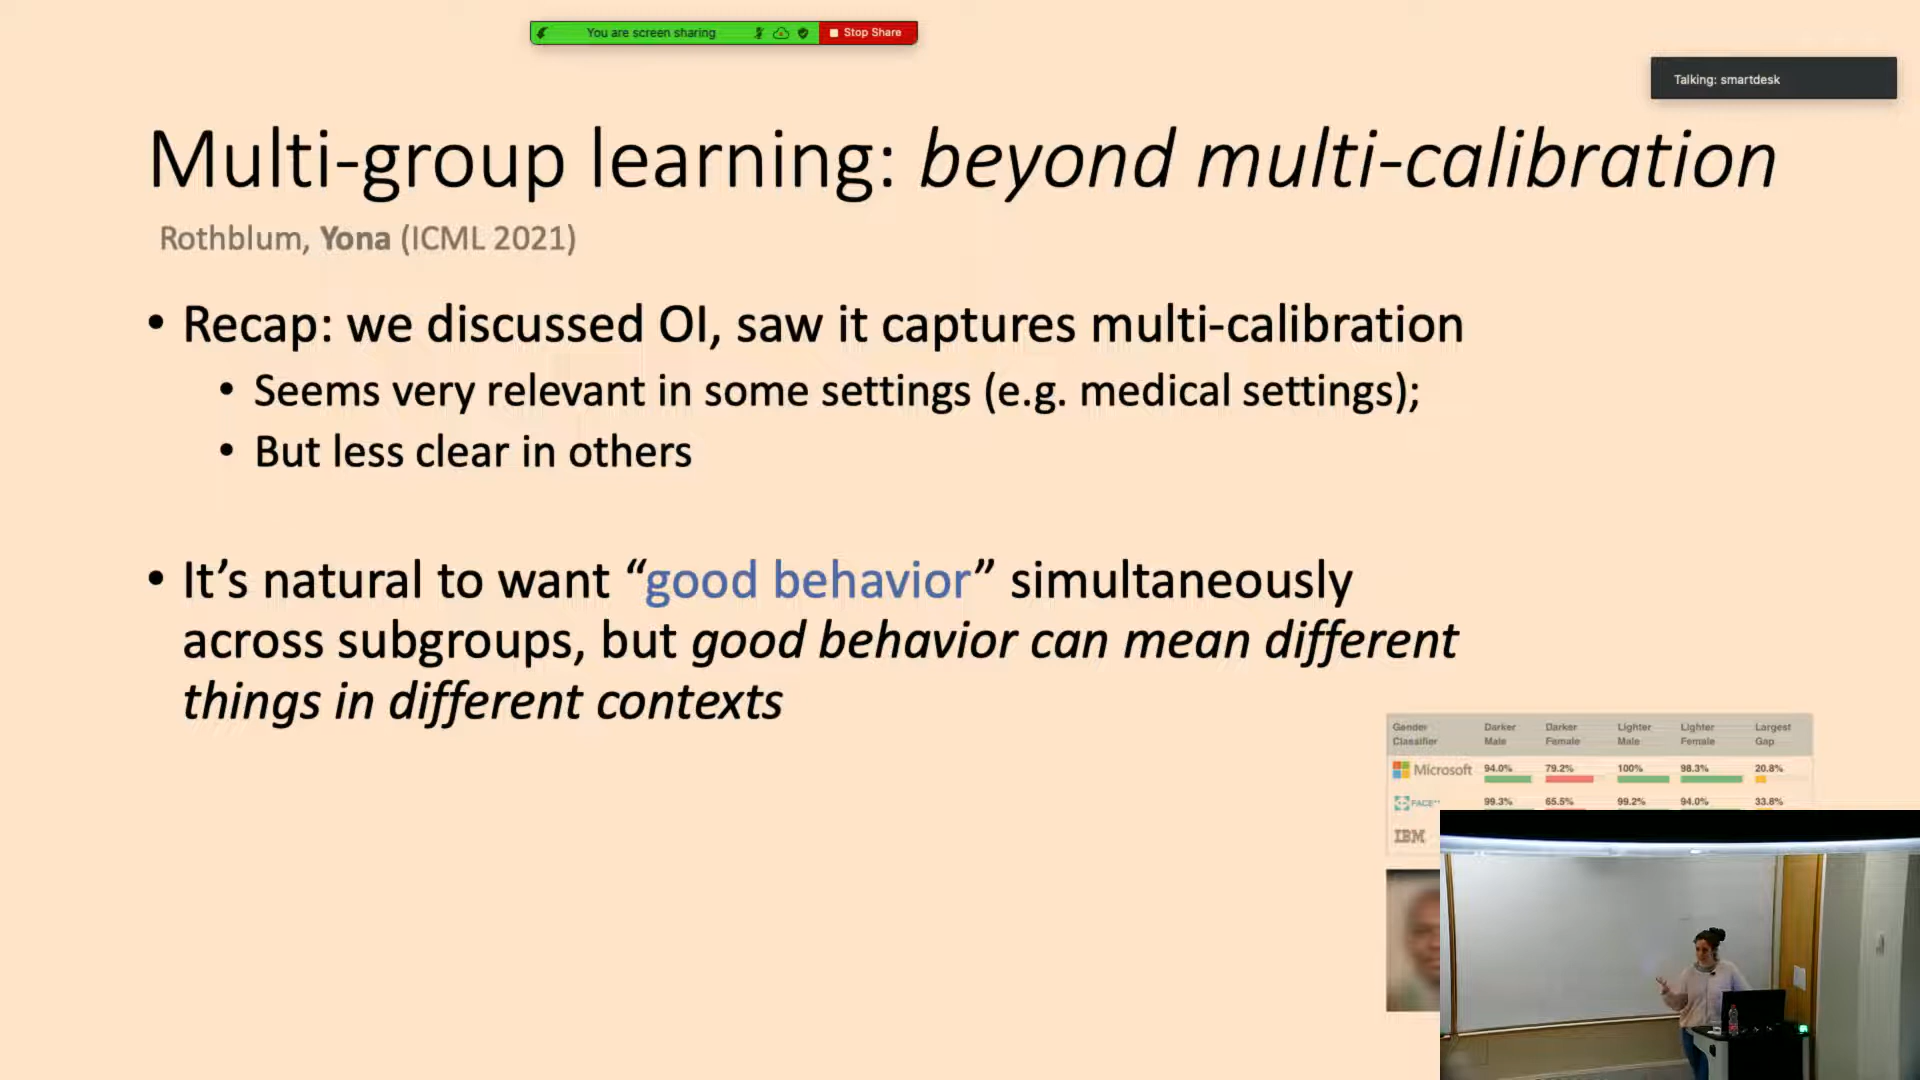 You are screen sharing
Stop Share
Talking: smartdesk
Multi-group learning: beyond multi-calibration
Rothblum, Yona (ICML 2021)
• Recap: we discussed OI, saw it captures multi-calibration
• Seems very relevant in some settings (e.g. medical settings);
• But less clear in others
• It’s natural to want “good behavior” simultaneously
across subgroups, but good behavior can mean different
things in different contexts
Gender Classifier
Darker Male
Darker Female
Lighter Male
Lighter Female
Largest Gap
Microsoft 94.0% 79.2% 100% 98.3% 20.8%
FACE 99.3% 65.5% 99.2% 94.0% 33.8%
IBM